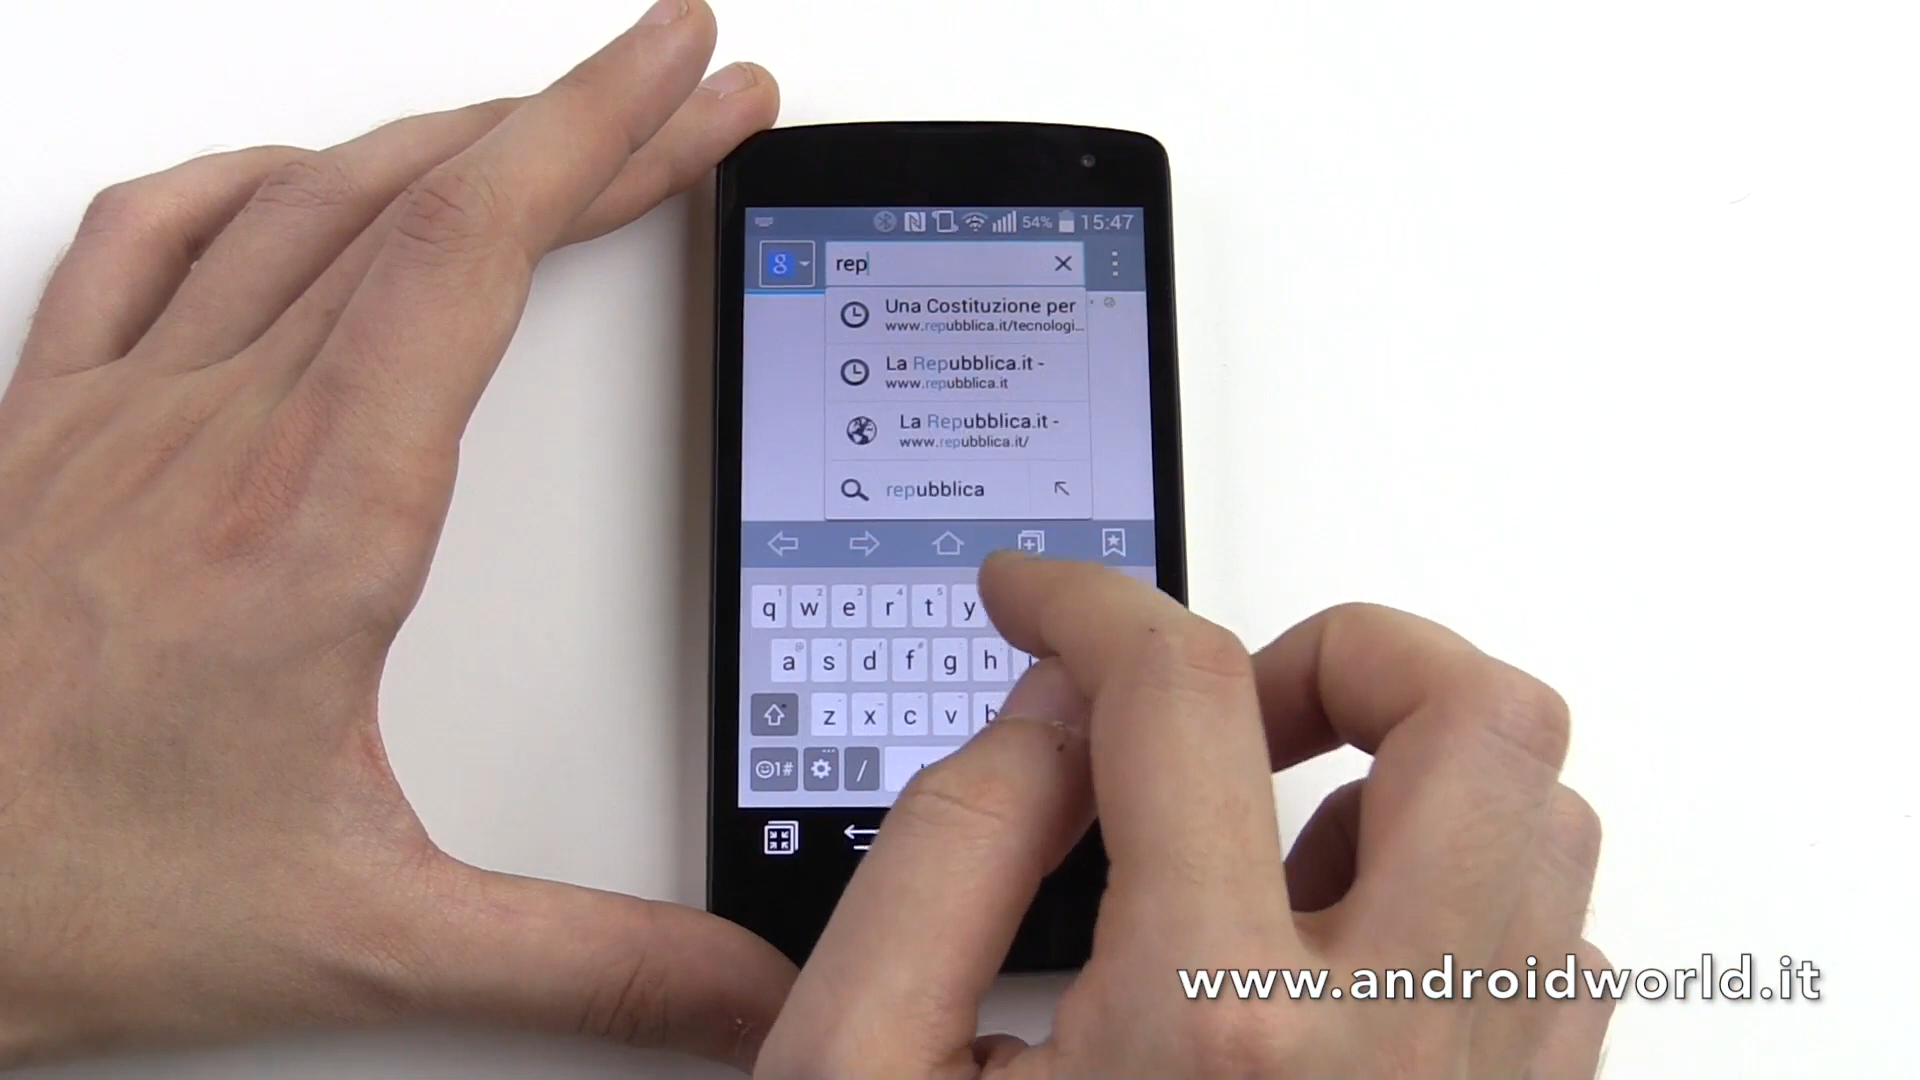 54% 15:47
g rep
Una Costituzione per
www.repubblica.it/tecnologi...
La Repubblica.it -
www.repubblica.it
La Repubblica.it -
www.repubblica.it/
repubblica
q w e r t y
a s d f g h
z x c v b
1# /
www.androidworld.it